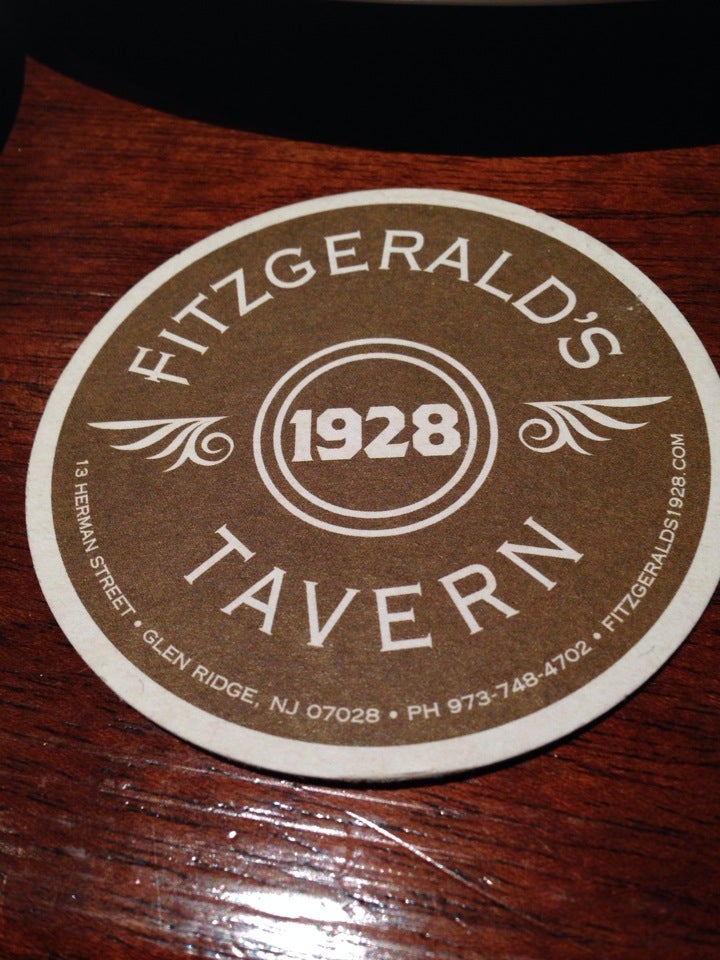 FITZGERALD'S
1928
TAVERN
13 HERMAN STREET • GLEN RIDGE, NJ 07028 • PH 973-748-4702 • FITZGERALDS1928.COM